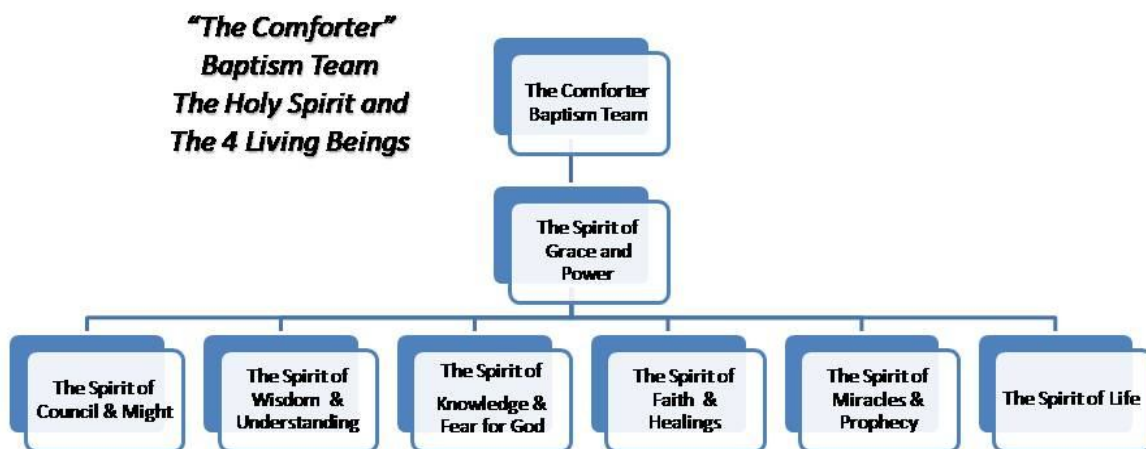 “The Comforter”
Baptism Team
The Holy Spirit and
The 4 Living Beings
The Comforter
Baptism Team
The Spirit of
Grace and
Power
The Spirit of
Council & Might
The Spirit of
Wisdom &
Understanding
The Spirit of
Knowledge &
Fear for God
The Spirit of
Faith &
Healings
The Spirit of
Miracles &
Prophecy
The Spirit of Life